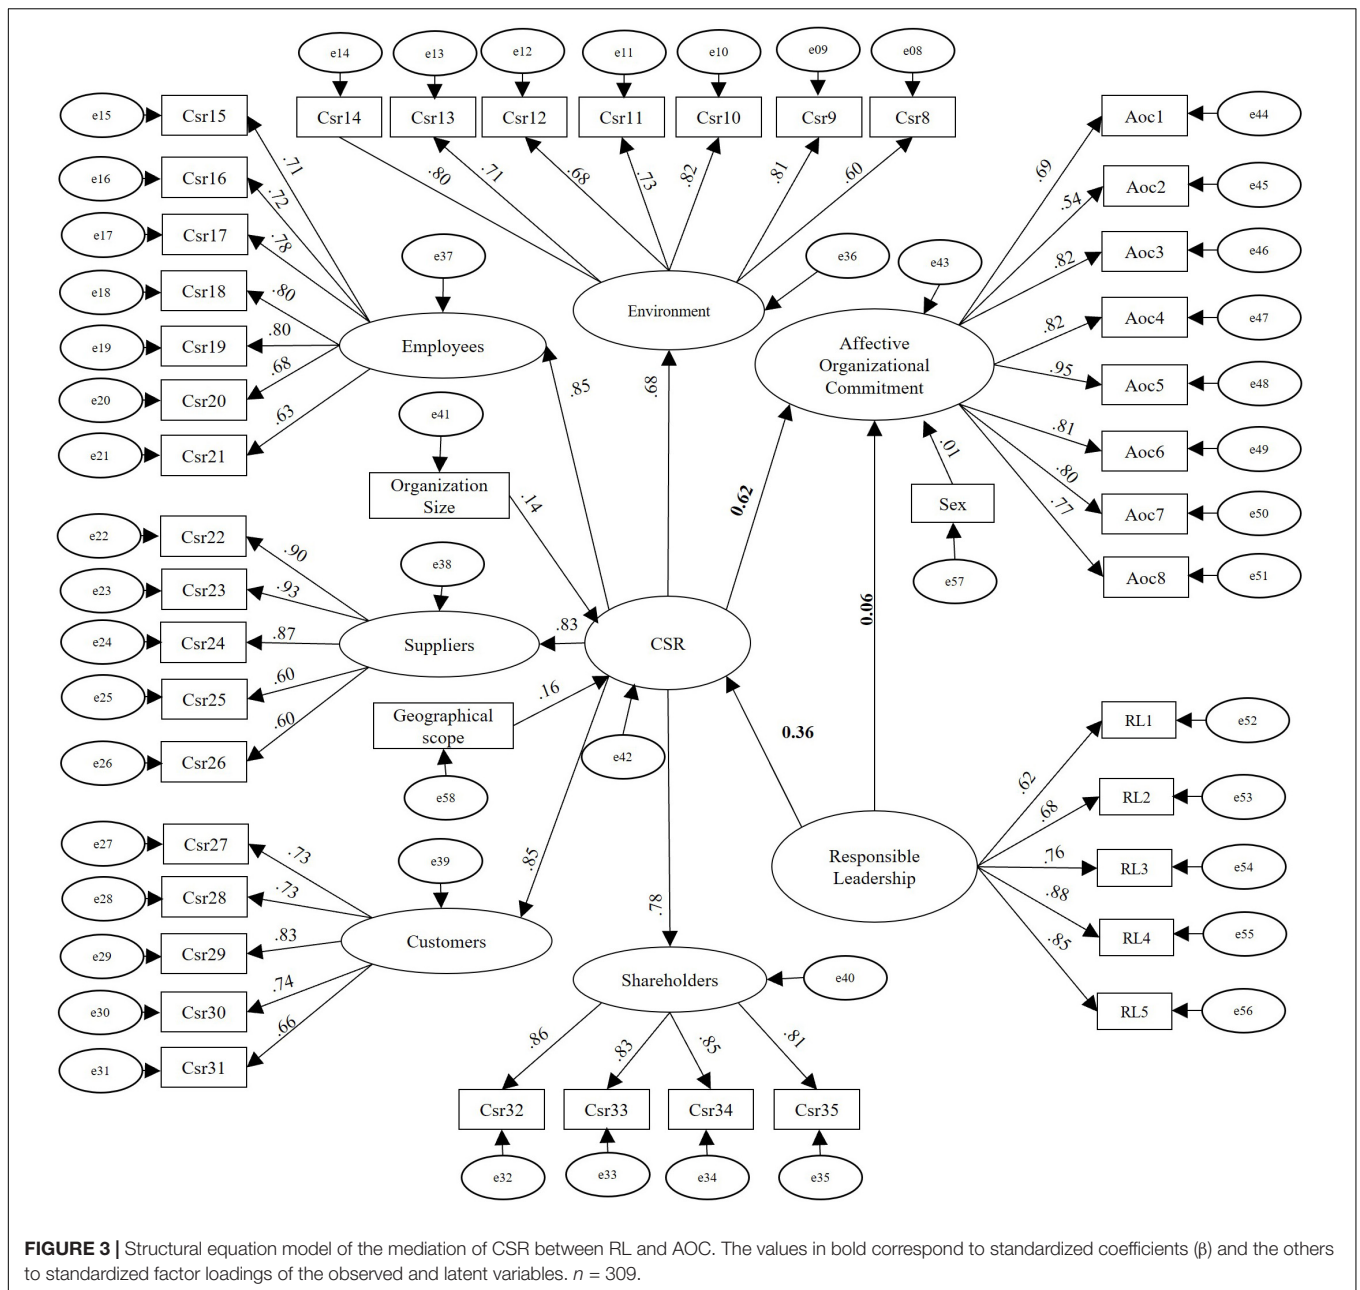 e14
e13
e12
e11
e10
e09
e08
Csr14
Csr13
Csr12
Csr11
Csr10
Csr9
Csr8
.80
.71
.68
.73
.82
.81
.60
e15
Csr15
e16
Csr16
e17
Csr17
e18
Csr18
e19
Csr19
e20
Csr20
e21
Csr21
.71
.72
.78
.80
.80
.68
.63
e37
Employees
Environment
e36
e43
Affective
Organizational
Commitment
.69
.54
.82
.82
.95
.81
.80
.77
Aoc1
e44
Aoc2
e45
Aoc3
e46
Aoc4
e47
Aoc5
e48
Aoc6
e49
Aoc7
e50
Aoc8
e51
.85
.68
0.62
.01
Sex
e57
0.06
e41
Organization
Size
.14
e22
Csr22
e23
Csr23
e24
Csr24
e25
Csr25
e26
Csr26
.90
.93
.87
.60
.60
e38
Suppliers
.83
CSR
Geographical
scope
.16
e58
e42
0.36
Responsible
Leadership
.62
.68
.76
.88
.85
RL1
e52
RL2
e53
RL3
e54
RL4
e55
RL5
e56
e27
Csr27
e28
Csr28
e29
Csr29
e30
Csr30
e31
Csr31
.73
.73
.83
.74
.66
e39
Customers
.85
.78
Shareholders
e40
.86
.83
.85
.81
Csr32
Csr33
Csr34
Csr35
e32
e33
e34
e35
FIGURE 3 | Structural equation model of the mediation of CSR between RL and AOC. The values in bold correspond to standardized coefficients (β) and the others
to standardized factor loadings of the observed and latent variables. n = 309.